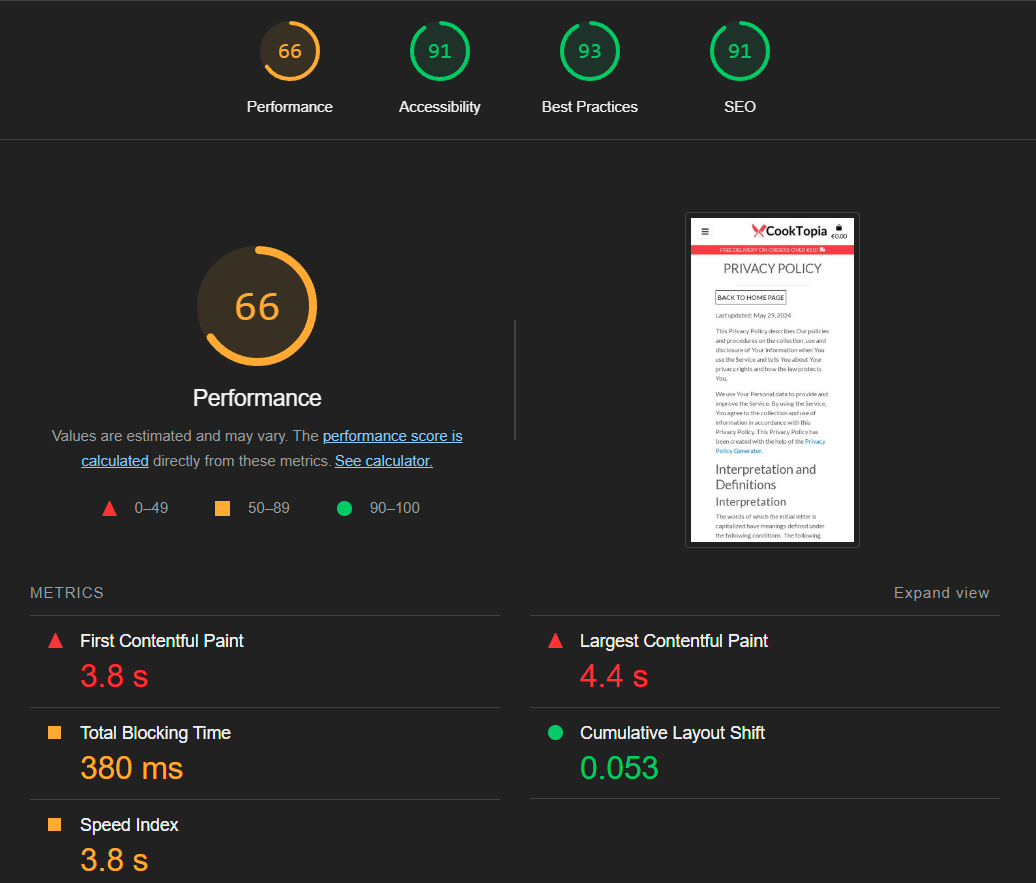 66
91
93
91
Performance
Accessibility
Best Practices
SEO
66
Performance
Values are estimated and may vary. The performance score is
calculated directly from these metrics. See calculator.
0–49
50–89
90–100
CookTopia
€0.00
FREE DELIVERY ON ORDERS OVER €50!
PRIVACY POLICY
BACK TO HOME PAGE
Last updated: May 29, 2024
This Privacy Policy describes Our policies
and procedures on the collection, use and
disclosure of Your information when You
use the Service and tells You about Your
privacy rights and how the law protects
You.
We use Your Personal data to provide and
improve the Service. By using the Service,
You agree to the collection and use of
information in accordance with this
Privacy Policy. This Privacy Policy has
been created with the help of the Privacy
Policy Generator.
Interpretation and
Definitions
Interpretation
The words of which the initial letter is
capitalized have meanings defined under
the following conditions. The following
METRICS
Expand view
First Contentful Paint
3.8 s
Largest Contentful Paint
4.4 s
Total Blocking Time
380 ms
Cumulative Layout Shift
0.053
Speed Index
3.8 s